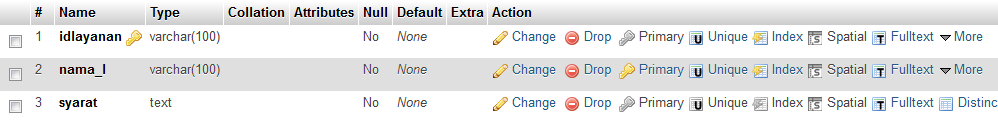 # Name Type Collation Attributes Null Default Extra Action
1 idlayanan varchar(100) No None Change Drop Primary Unique Index Spatial Fulltext More
2 nama_l varchar(100) No None Change Drop Primary Unique Index Spatial Fulltext More
3 syarat text No None Change Drop Primary Unique Index Spatial Fulltext Distinc